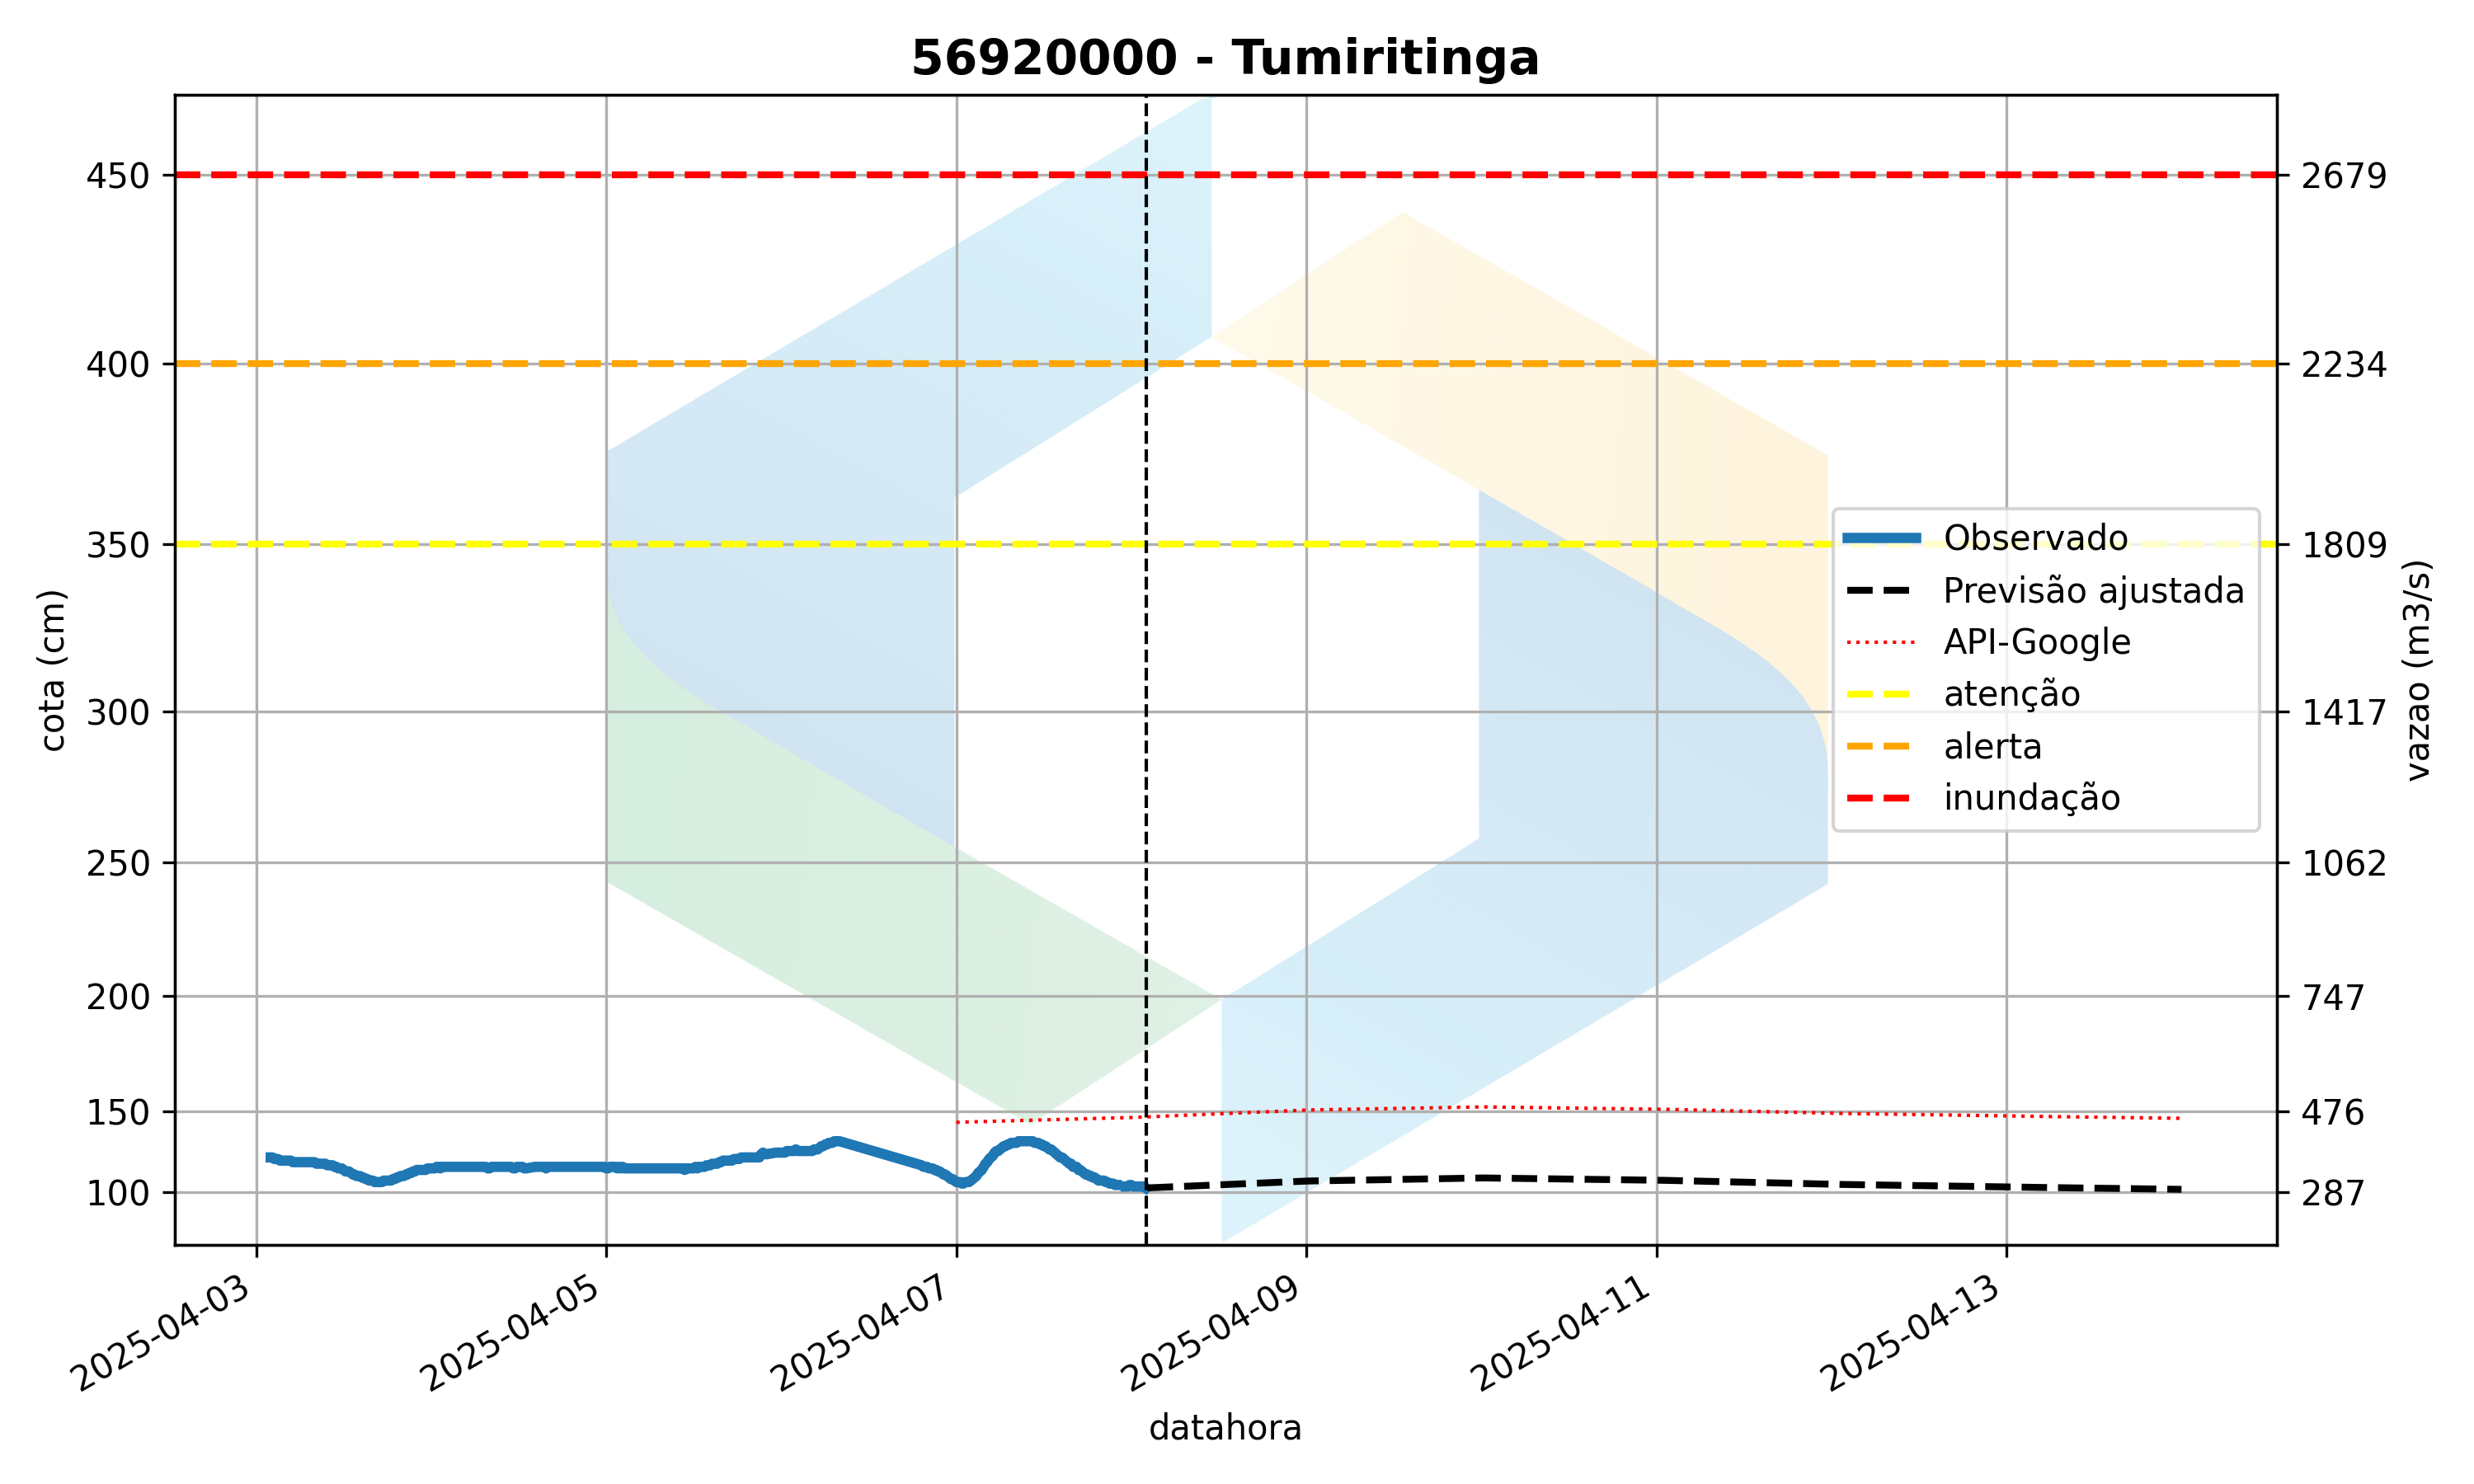 56920000 - Tumiritinga
450
400
350
300
250
200
150
100
cota (cm)
2679
2234
1809
1417
1062
747
476
287
vazao (m3/s)
Observado
Previsão ajustada
API-Google
atenção
alerta
inundação
2025-04-03
2025-04-05
2025-04-07
2025-04-09
2025-04-11
2025-04-13
datahora